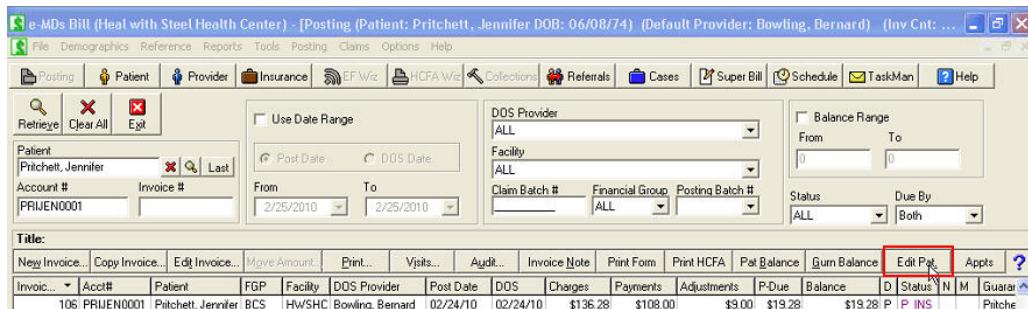 e-MDs Bill (Heal with Steel Health Center) - [Posting (Patient: Pritchett, Jennifer DOB: 06/08/74) (Default Provider: Bowling, Bernard) (Inv Cnt: ...
File Demographics Reference Reports Tools Posting Claims Options Help
Posting Patient Provider Insurance EF Wiz HCFA Wiz Collections Referrals Cases Super Bill Schedule TaskMan Help
Retrieve Clear All Exit
Use Date Range
DOS Provider
ALL
Balance Range
From To
0 0
Patient
Pritchett, Jennifer Last
Post Date DOS Date
Facility
ALL
Account # Invoice #
PRIJEN0001
From To
2/25/2010 2/25/2010
Claim Batch # Financial Group Posting Batch #
ALL
Status Due By
ALL Both
Title:
New Invoice... Copy Invoice... Edit Invoice... Move Amount... Print... Visits... Audit... Invoice Note Print Form Print HCFA Pat Balance Gurn Balance Edit Pat. Appts ?
Invoic... Acct# Patient FGP Facility DOS Provider Post Date DOS Charges Payments Adjustments P-Due Balance D Status N M Guarar
106 PRIJEN0001 Pritchett, Jennifer BCS HWSHC Bowling, Bernard 02/24/10 02/24/10 $136.28 $108.00 $9.00 $19.28 $19.28 P P_INS Pritche